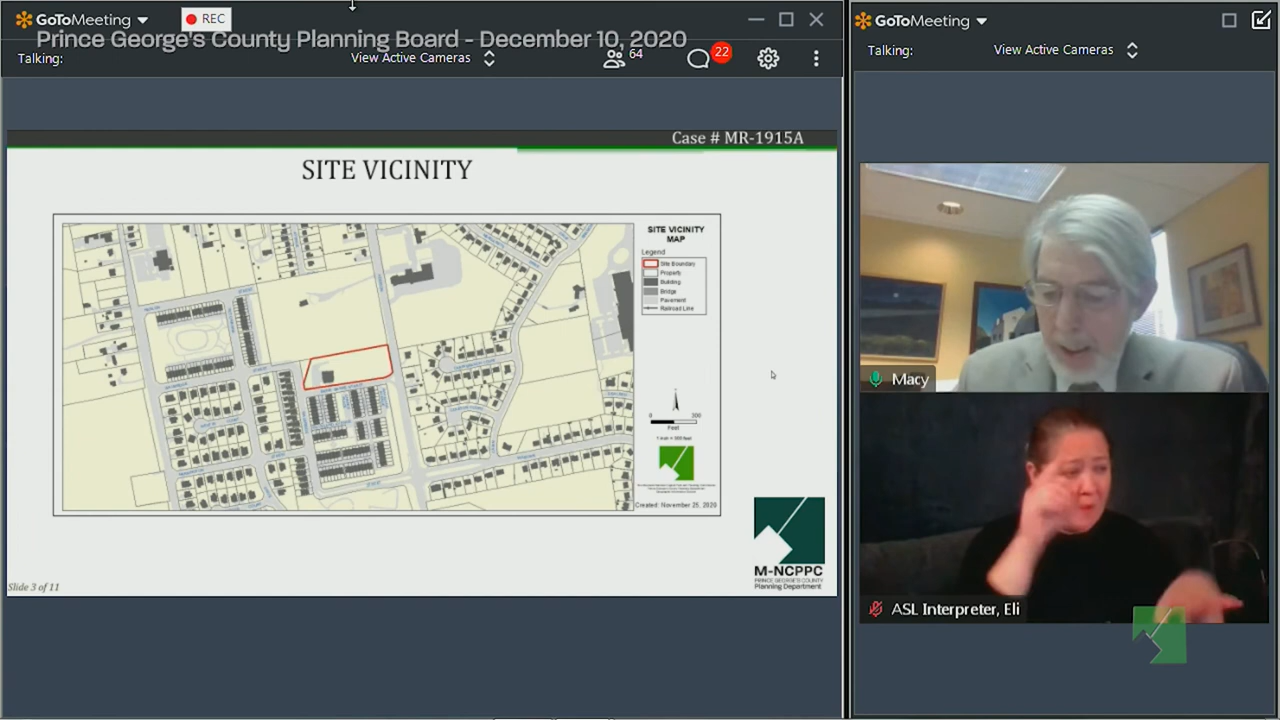 GoToMeeting
REC
Prince George's County Planning Board - December 10, 2020
Talking:
View Active Cameras
64
22
Case # MR-1915A
SITE VICINITY
SITE VICINITY
MAP
Legend
Site Boundary
Property
Building
Bridge
Pavement
Railroad Line
0
300
Feet
Created: November 25, 2020
M-NCPPC
PRINCE GEORGE'S COUNTY
Planning Department
Slide 3 of 11
GoToMeeting
Talking:
View Active Cameras
Macy
ASL Interpreter, Eli